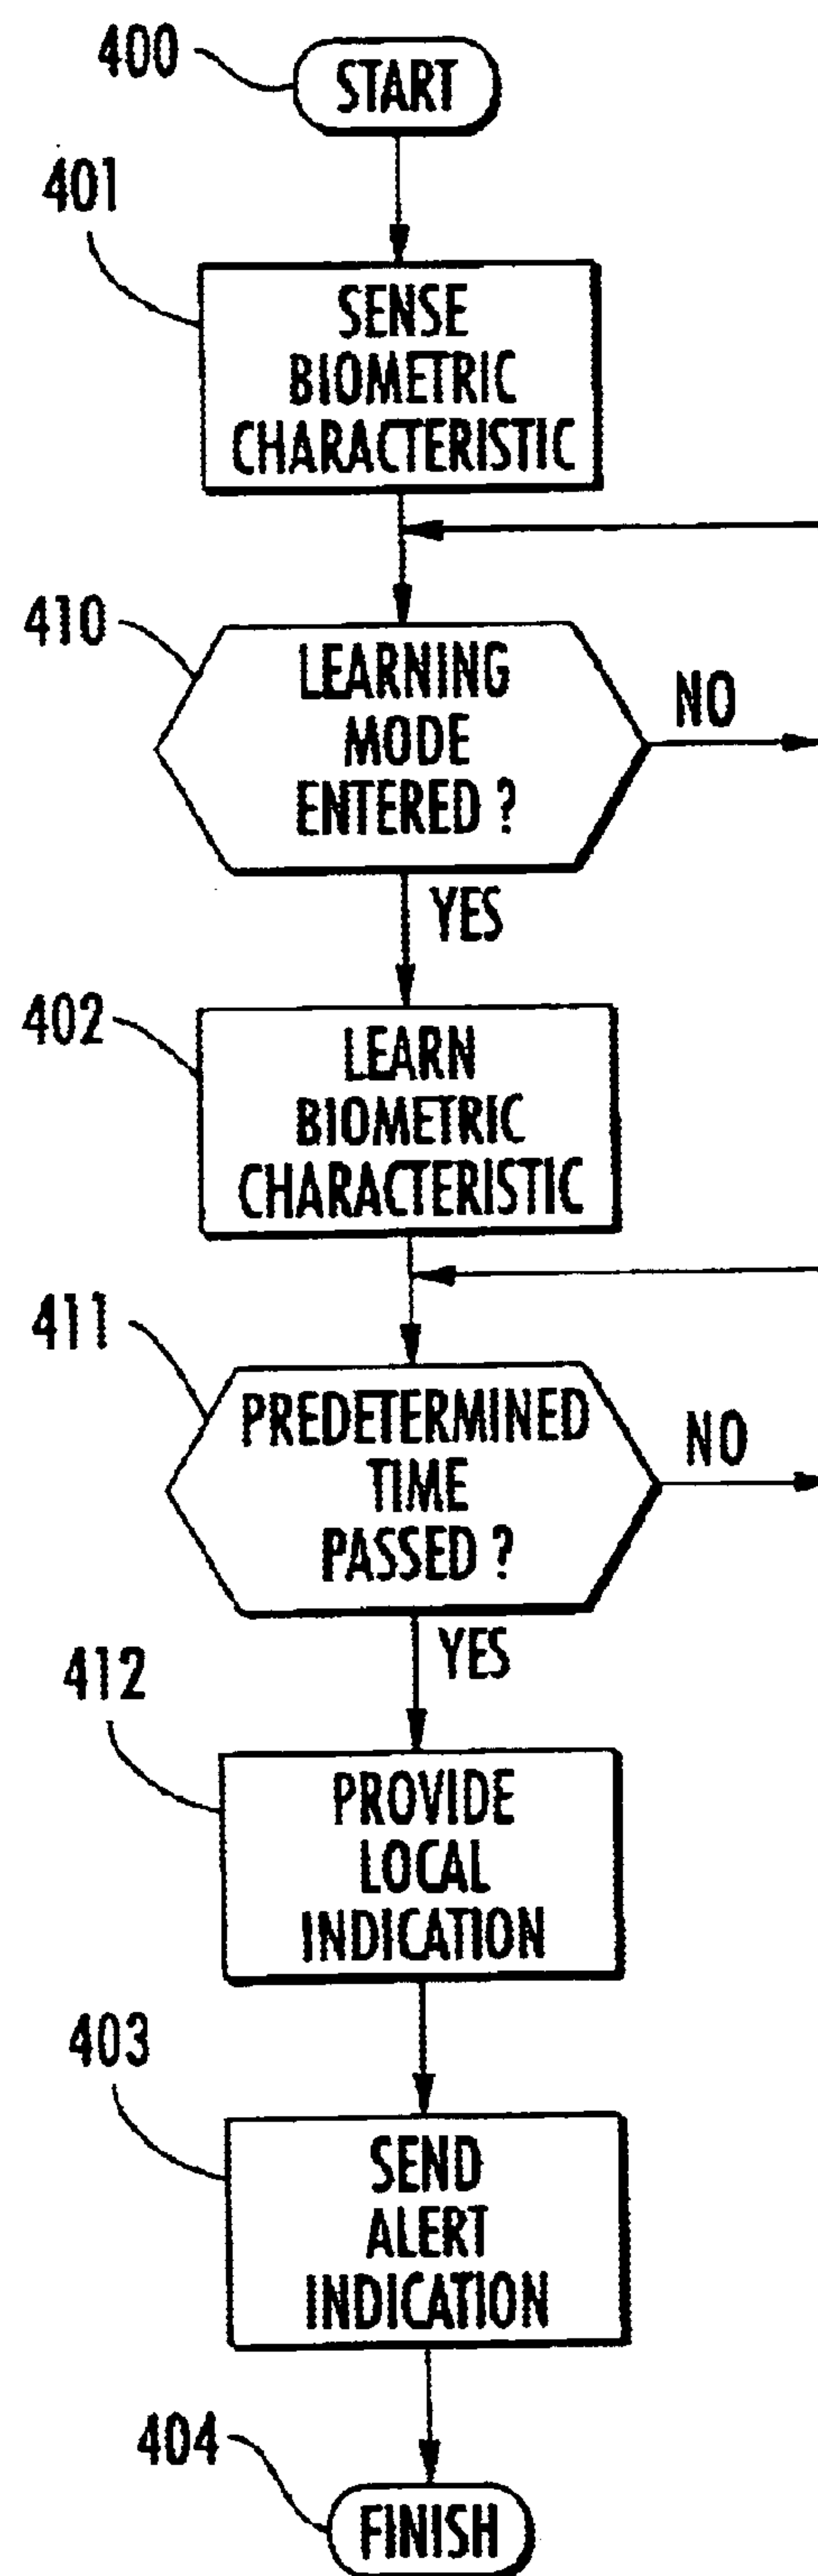 400
START
401
SENSE
BIOMETRIC
CHARACTERISTIC
410
LEARNING
MODE
ENTERED ?
NO
YES
402
LEARN
BIOMETRIC
CHARACTERISTIC
411
PREDETERMINED
TIME
PASSED ?
NO
YES
412
PROVIDE
LOCAL
INDICATION
403
SEND
ALERT
INDICATION
404
FINISH